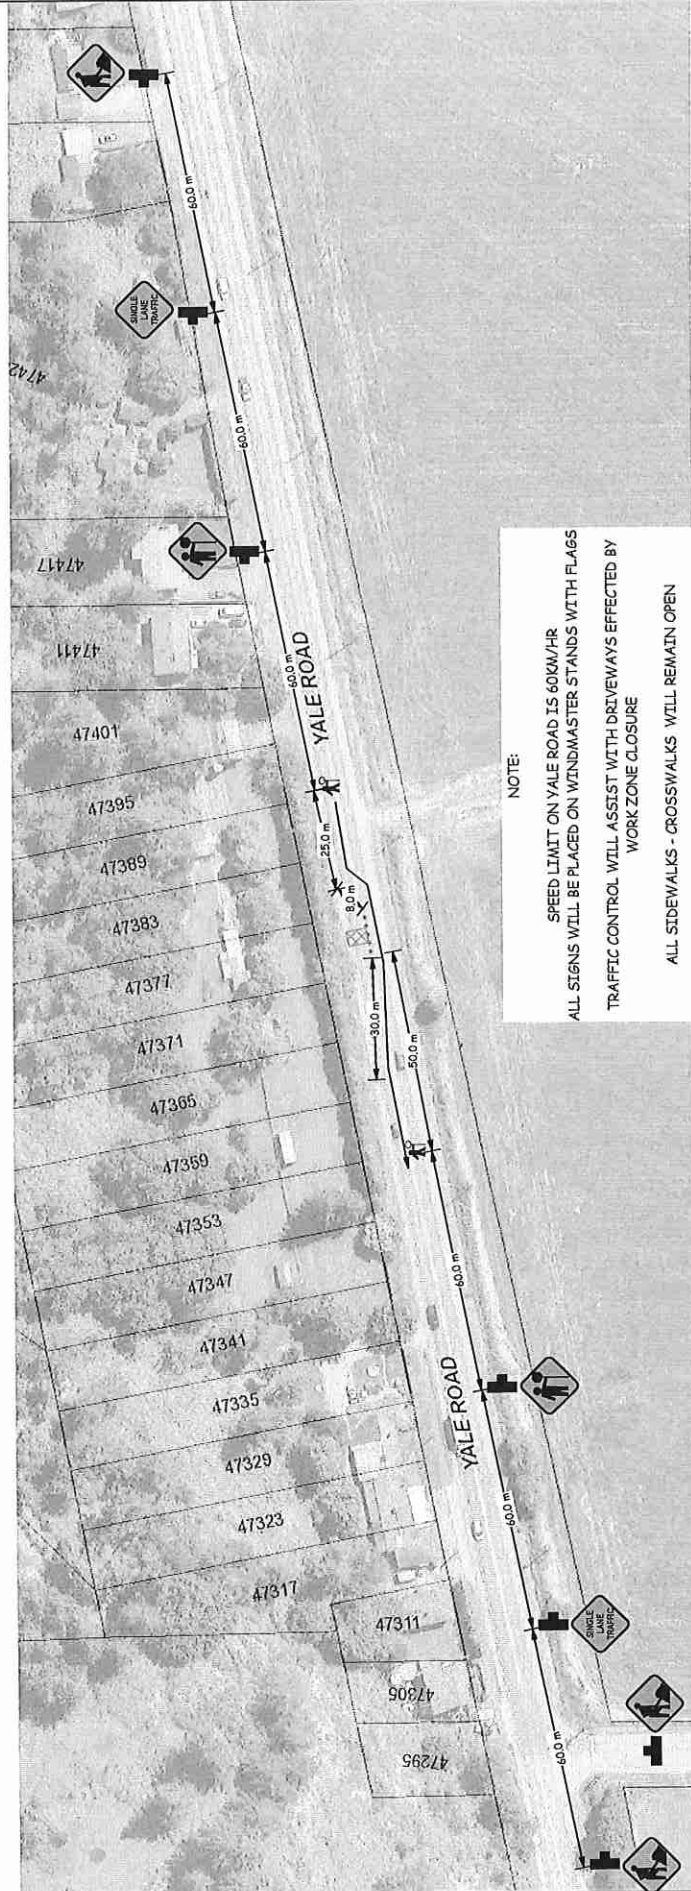 60.0 m
SINGLE
LANE
TRAFFIC
60.0 m
4742
47417
60.0 m
YALE ROAD
47411
47401
47395
25.0 m
47389
8.0 m
47383
47377
30.0 m
50.0 m
47371
47365
47359
60.0 m
47353
47347
47341
YALE ROAD
47335
47329
60.0 m
47323
47317
SINGLE
LANE
TRAFFIC
47311
47305
60.0 m
47295
NOTE:
SPEED LIMIT ON YALE ROAD IS 60KM/HR
ALL SIGNS WILL BE PLACED ON WINDMASTER STANDS WITH FLAGS
TRAFFIC CONTROL WILL ASSIST WITH DRIVEWAYS EFFECTED BY
WORK ZONE CLOSURE
ALL SIDEWALKS - CROSSWALKS WILL REMAIN OPEN